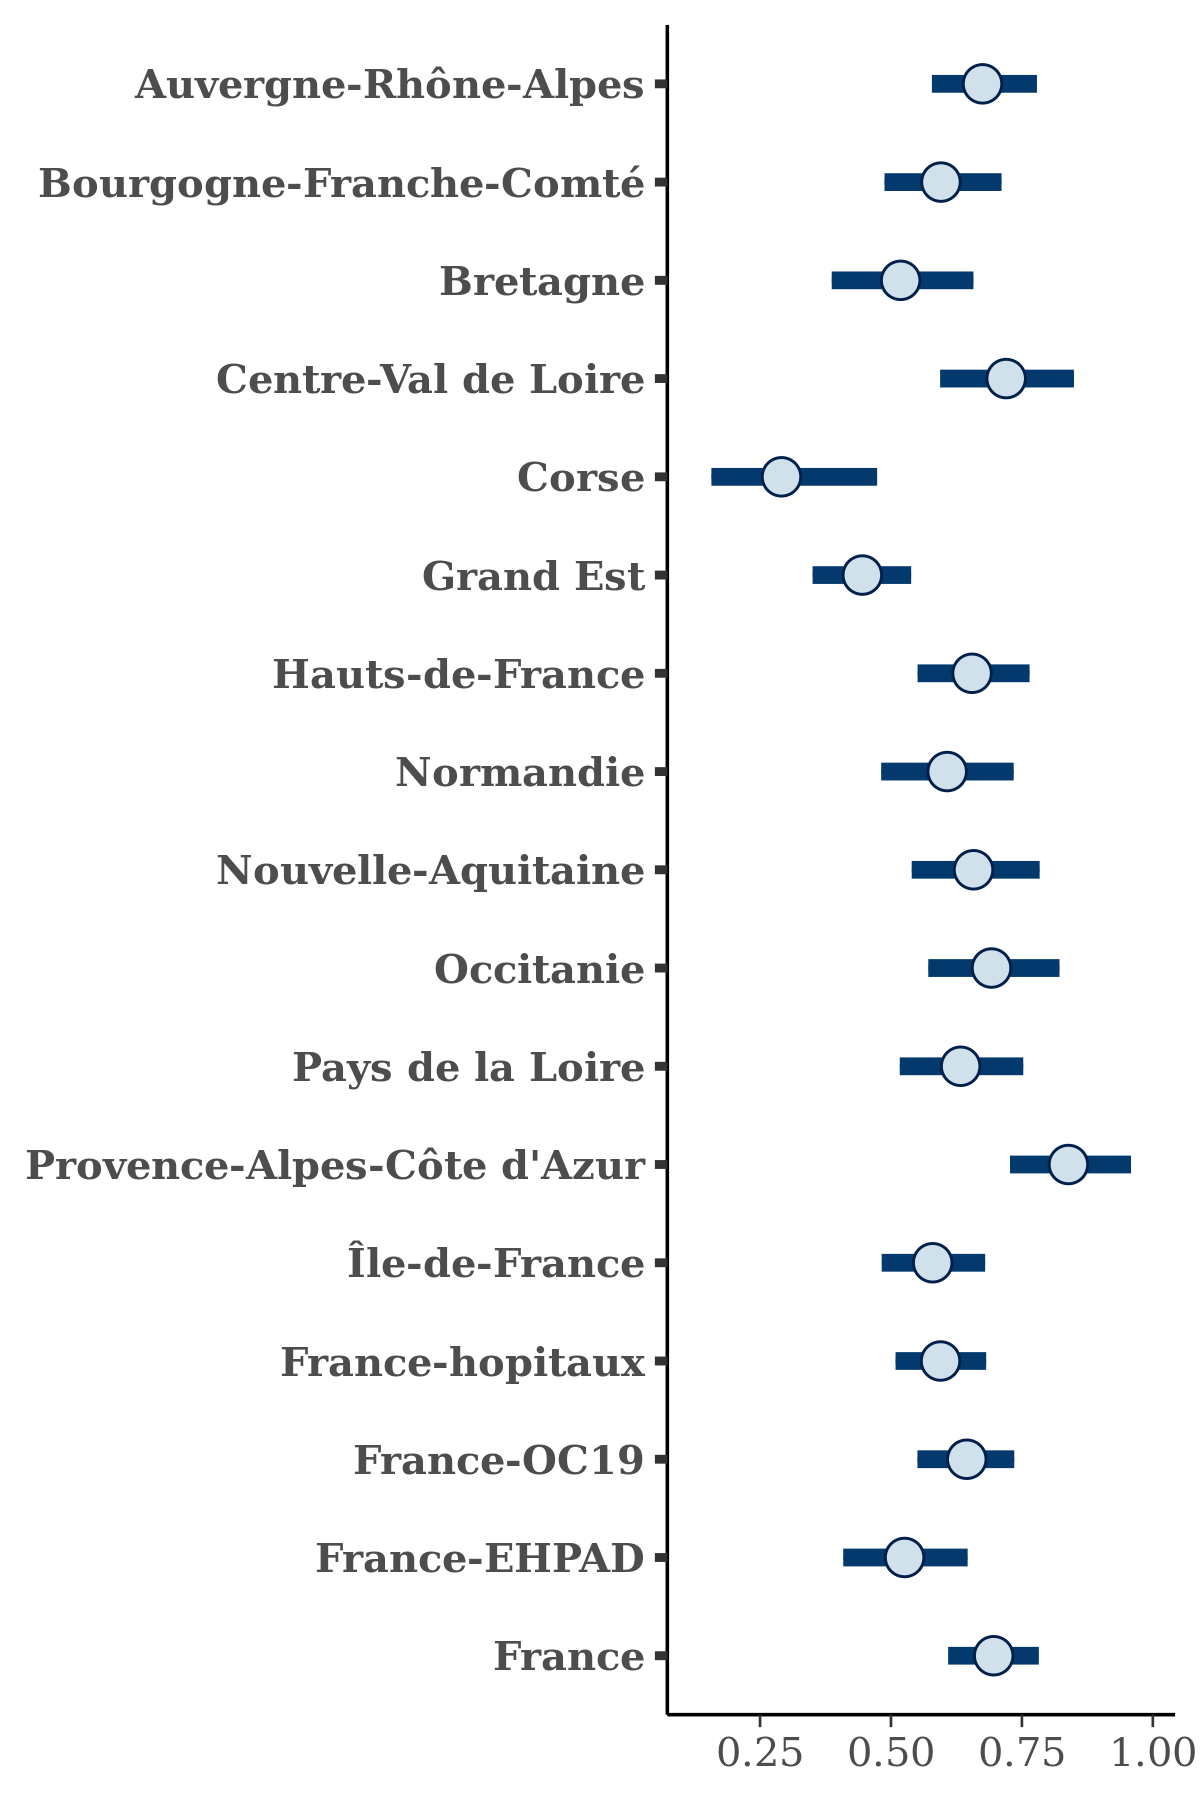 Auvergne-Rhône-Alpes
Bourgogne-Franche-Comté
Bretagne
Centre-Val de Loire
Corse
Grand Est
Hauts-de-France
Normandie
Nouvelle-Aquitaine
Occitanie
Pays de la Loire
Provence-Alpes-Côte d'Azur
Île-de-France
France-hopitaux
France-OC19
France-EHPAD
France
0.25 0.50 0.75 1.00